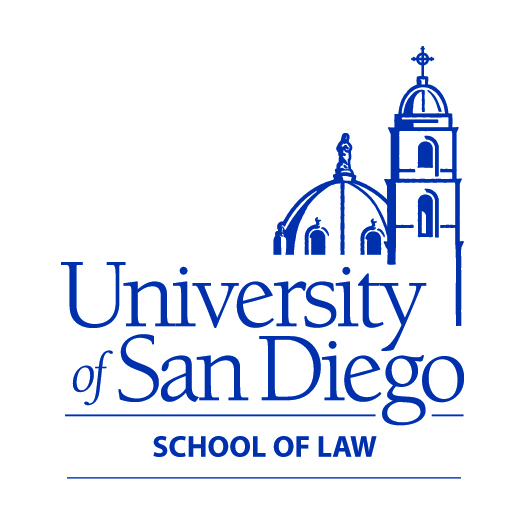 University
of San Diego
SCHOOL OF LAW